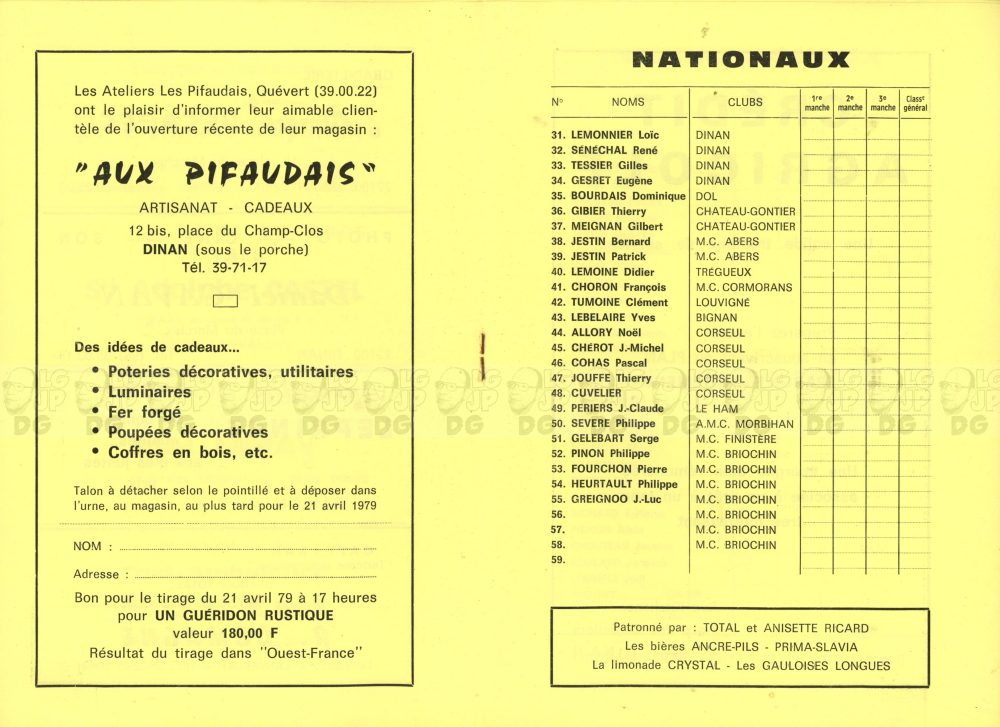 Les Ateliers Les Pifaudais, Quévert (39.00.22)
ont le plaisir d'informer leur aimable clien-
tèle de l'ouverture récente de leur magasin :
"AUX PIFAUDAIS"
ARTISANAT - CADEAUX
12 bis, place du Champ-Clos
DINAN (sous le porche)
Tél. 39-71-17
Des idées de cadeaux...
• Poteries décoratives, utilitaires
• Luminaires
• Fer forgé
• Poupées décoratives
• Coffres en bois, etc.
Talon à détacher selon le pointillé et à déposer dans
l'urne, au magasin, au plus tard pour le 21 avril 1979
NOM :
Adresse :
Bon pour le tirage du 21 avril 79 à 17 heures
pour UN GUÉRIDON RUSTIQUE
valeur 180,00 F
Résultat du tirage dans "Ouest-France"
NATIONAUX
N° NOMS CLUBS 1re manche 2e manche 3e manche Classt général
31. LEMONNIER Loïc DINAN
32. SÉNÉCHAL René DINAN
33. TESSIER Gilles DINAN
34. GESRET Eugène DINAN
35. BOURDAIS Dominique DOL
36. GIBIER Thierry CHATEAU-GONTIER
37. MEIGNAN Gilbert CHATEAU-GONTIER
38. JESTIN Bernard M.C. ABERS
39. JESTIN Patrick M.C. ABERS
40. LEMOINE Didier TRÉGUEUX
41. CHORON François M.C. CORMORANS
42. TUMOINE Clément LOUVIGNÉ
43. LEBELAIRE Yves BIGNAN
44. ALLORY Noël CORSEUL
45. CHÉROT J.-Michel CORSEUL
46. COHAS Pascal CORSEUL
47. JOUFFE Thierry CORSEUL
48. CUVELIER CORSEUL
49. PERIERS J.-Claude LE HAM
50. SEVERE Philippe A.M.C. MORBIHAN
51. GELEBART Serge M.C. FINISTÈRE
52. PINON Philippe M.C. BRIOCHIN
53. FOURCHON Pierre M.C. BRIOCHIN
54. HEURTAULT Philippe M.C. BRIOCHIN
55. GREIGNOO J.-Luc M.C. BRIOCHIN
56. M.C. BRIOCHIN
57. M.C. BRIOCHIN
58. M.C. BRIOCHIN
59.
Patronné par : TOTAL et ANISETTE RICARD
Les bières ANCRE-PILS - PRIMA-SLAVIA
La limonade CRYSTAL - Les GAULOISES LONGUES